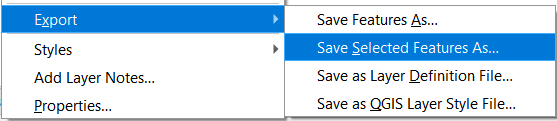 Export
Styles
Add Layer Notes...
Properties...
Save Features As...
Save Selected Features As...
Save as Layer Definition File...
Save as QGIS Layer Style File...